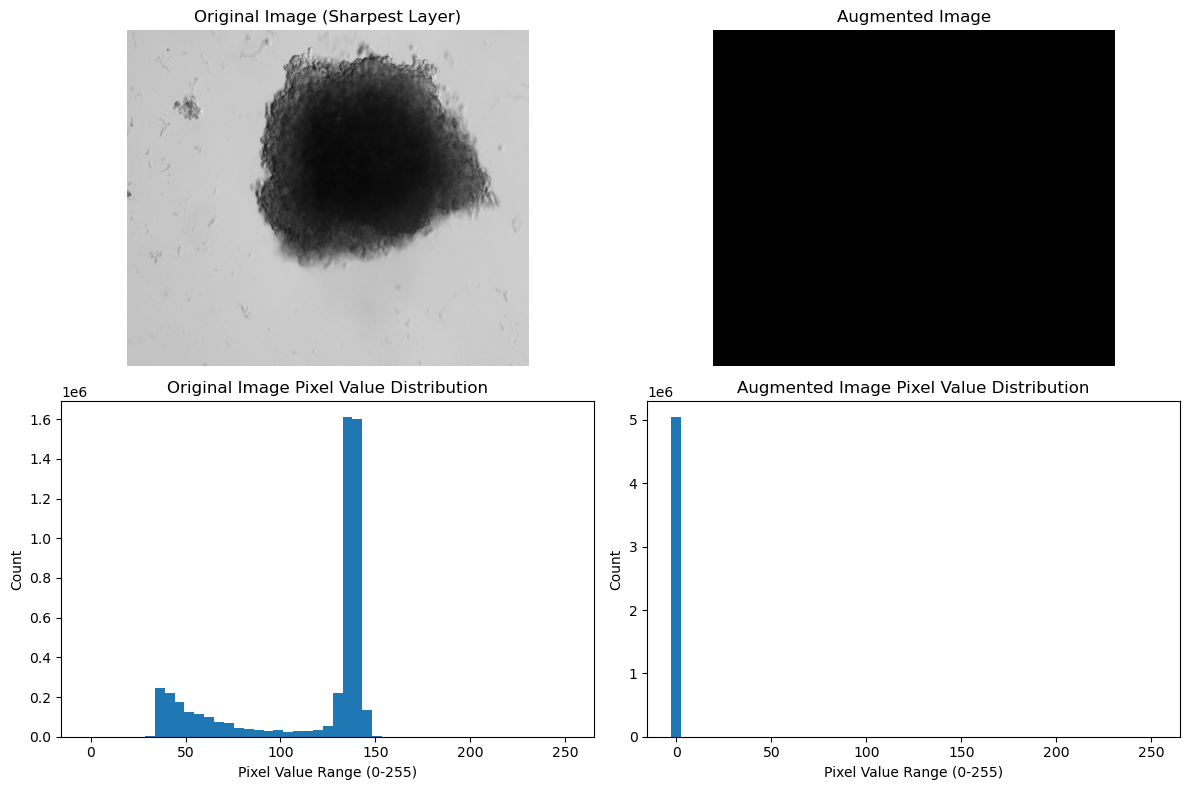 Original Image (Sharpest Layer)
Augmented Image
Original Image Pixel Value Distribution
1e6
1.6
1.4
1.2
1.0
0.8
0.6
0.4
0.2
0.0
Count
0 50 100 150 200 250
Pixel Value Range (0-255)
Augmented Image Pixel Value Distribution
1e6
5
4
3
2
1
0
Count
0 50 100 150 200 250
Pixel Value Range (0-255)